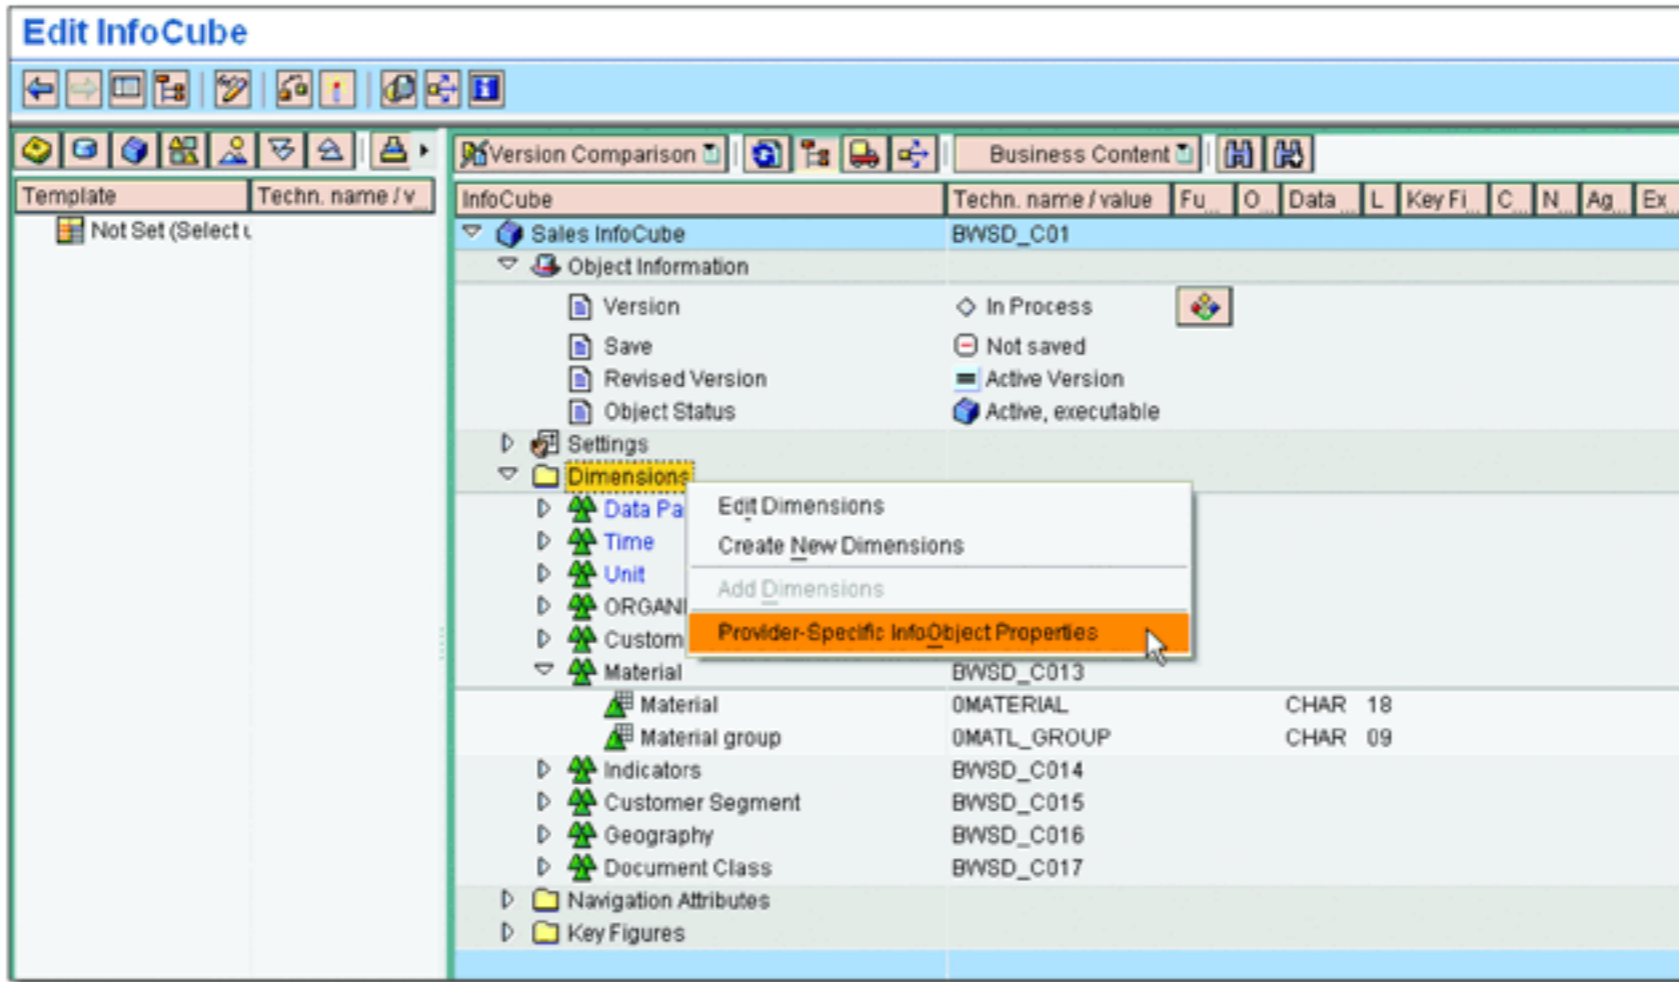 Edit InfoCube
Version Comparison
Business Content
Template Techn. name / v...
Not Set (Select u
InfoCube Techn. name / value Fu... O... Data ... L Key Fi... C... N... Ag... Ex...
Sales InfoCube BWSD_C01
Object Information
Version In Process
Save Not saved
Revised Version Active Version
Object Status Active, executable
Settings
Dimensions
Data Pa
Time
Unit
ORGANI
Custom
Edit Dimensions
Create New Dimensions
Add Dimensions
Provider-Specific InfoObject Properties
Material BWSD_C013
Material 0MATERIAL CHAR 18
Material group 0MATL_GROUP CHAR 09
Indicators BWSD_C014
Customer Segment BWSD_C015
Geography BWSD_C016
Document Class BWSD_C017
Navigation Attributes
Key Figures